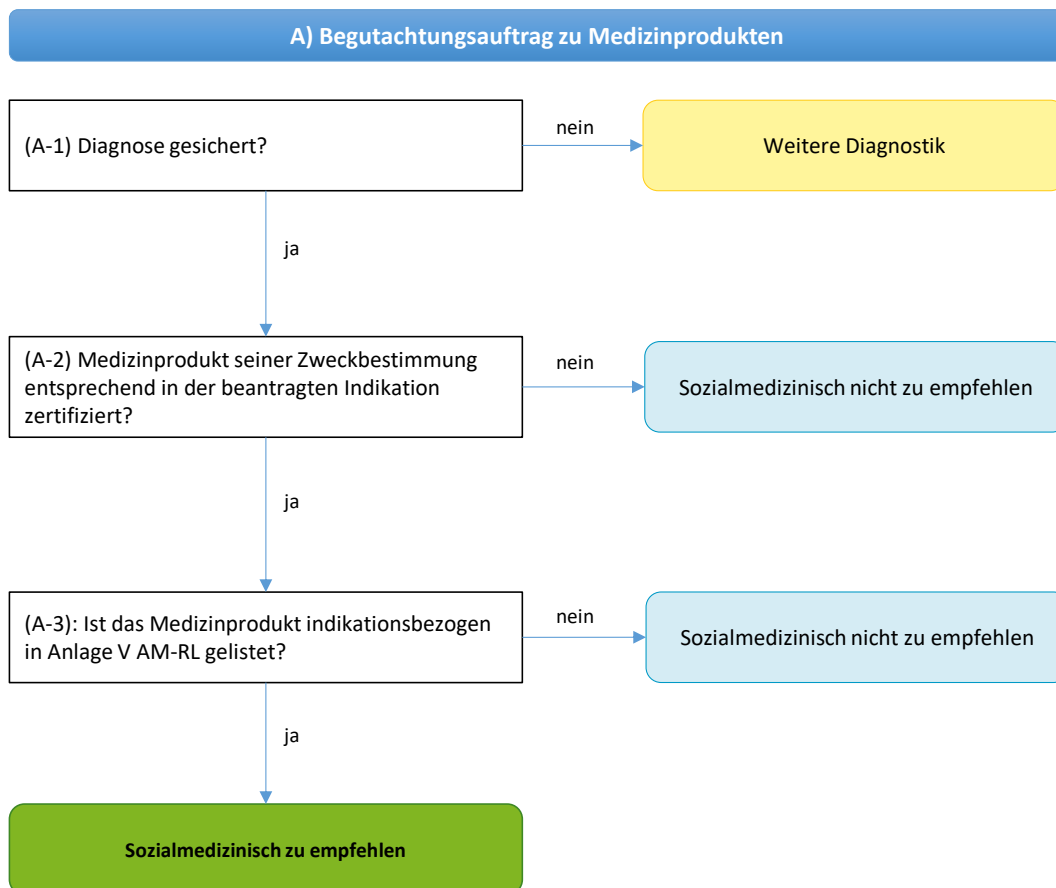 A) Begutachtungsauftrag zu Medizinprodukten
(A-1) Diagnose gesichert?
nein
Weitere Diagnostik
ja
(A-2) Medizinprodukt seiner Zweckbestimmung
entsprechend in der beantragten Indikation
zertifiziert?
nein
Sozialmedizinisch nicht zu empfehlen
ja
(A-3): Ist das Medizinprodukt indikationsbezogen
in Anlage V AM-RL gelistet?
nein
Sozialmedizinisch nicht zu empfehlen
ja
Sozialmedizinisch zu empfehlen